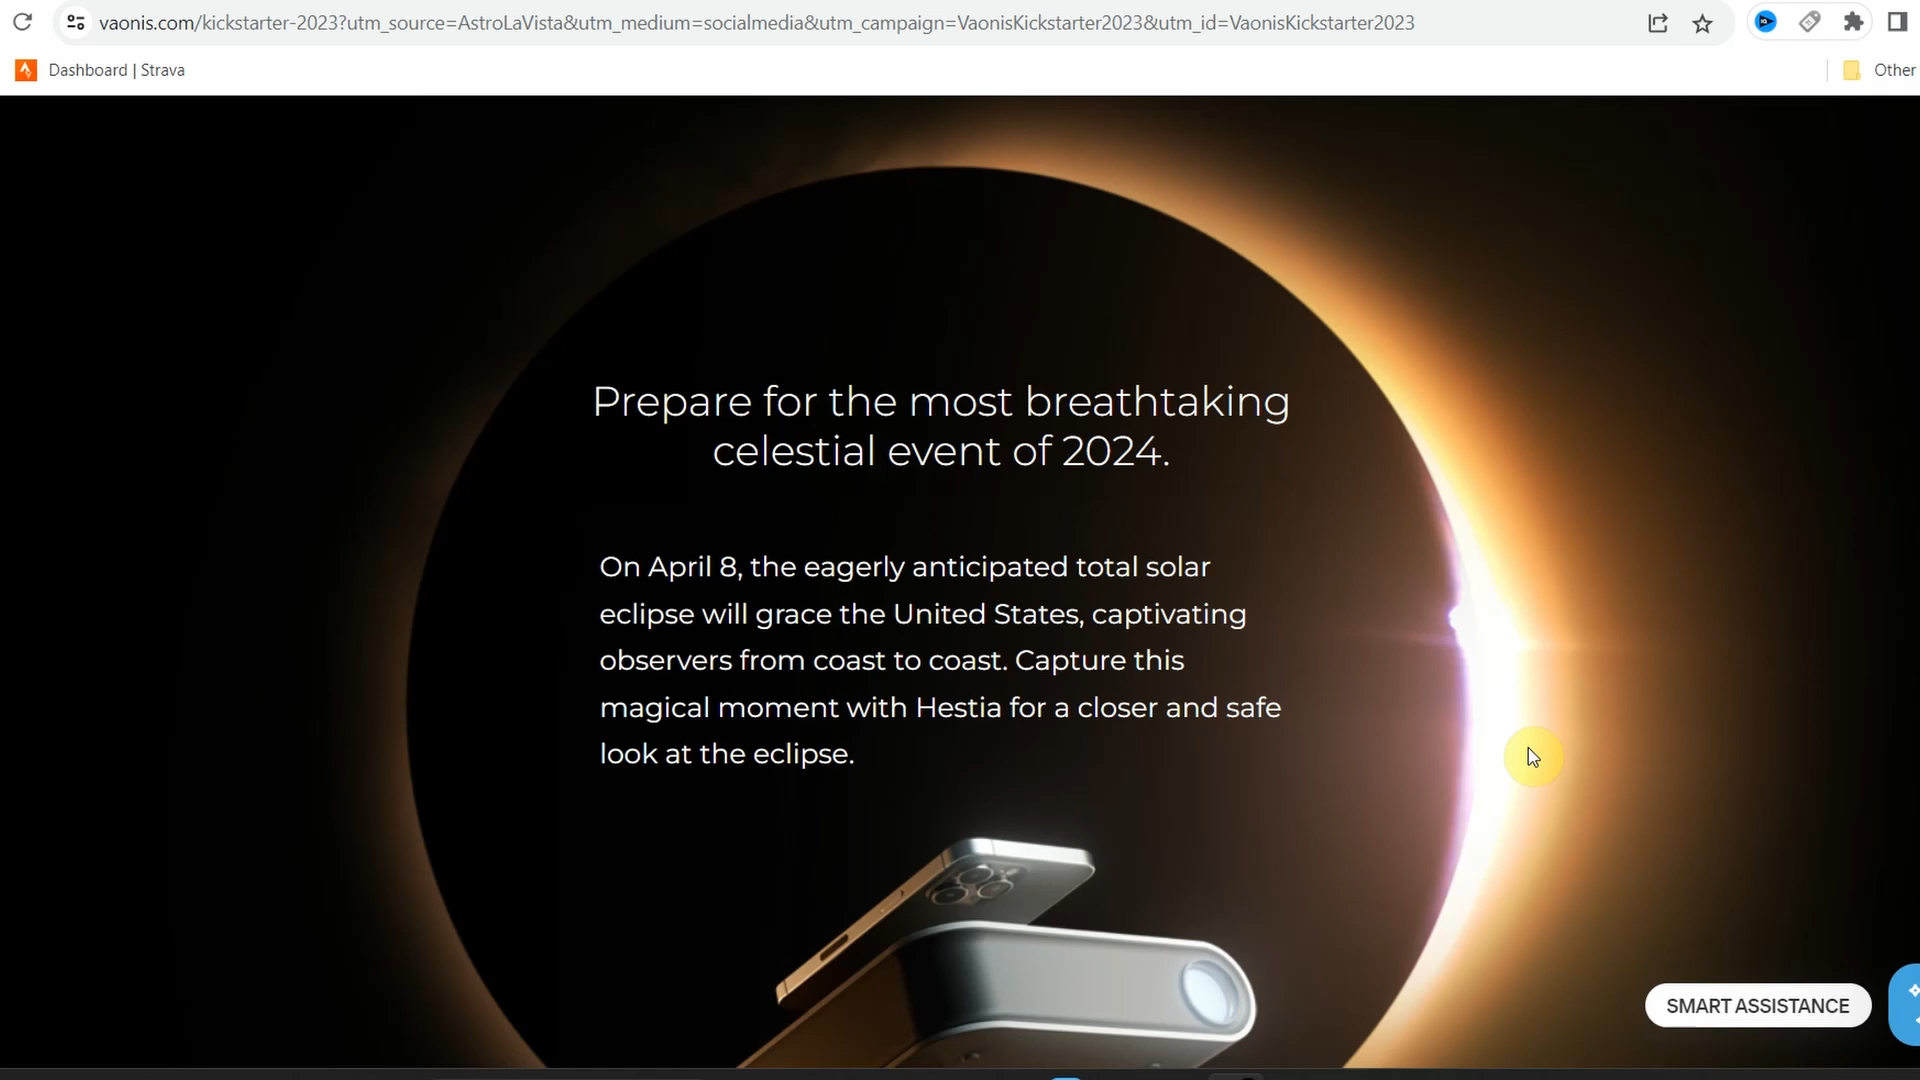 vaonis.com/kickstarter-2023?utm_source=AstroLaVista&utm_medium=socialmedia&utm_campaign=VaonisKickstarter2023&utm_id=VaonisKickstarter2023
Dashboard | Strava
Other
Prepare for the most breathtaking
celestial event of 2024.
On April 8, the eagerly anticipated total solar
eclipse will grace the United States, captivating
observers from coast to coast. Capture this
magical moment with Hestia for a closer and safe
look at the eclipse.
SMART ASSISTANCE